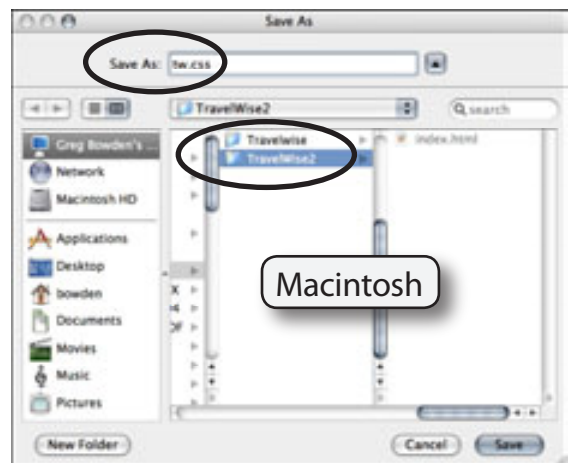 Save As
Save As: tw.css
TravelWise2
search
Greg Bowden's ...
Network
Macintosh HD
Applications
Desktop
bowden
Documents
Movies
Music
Pictures
Travelwise
TravelWise2
index.html
Macintosh
New Folder
Cancel
Save